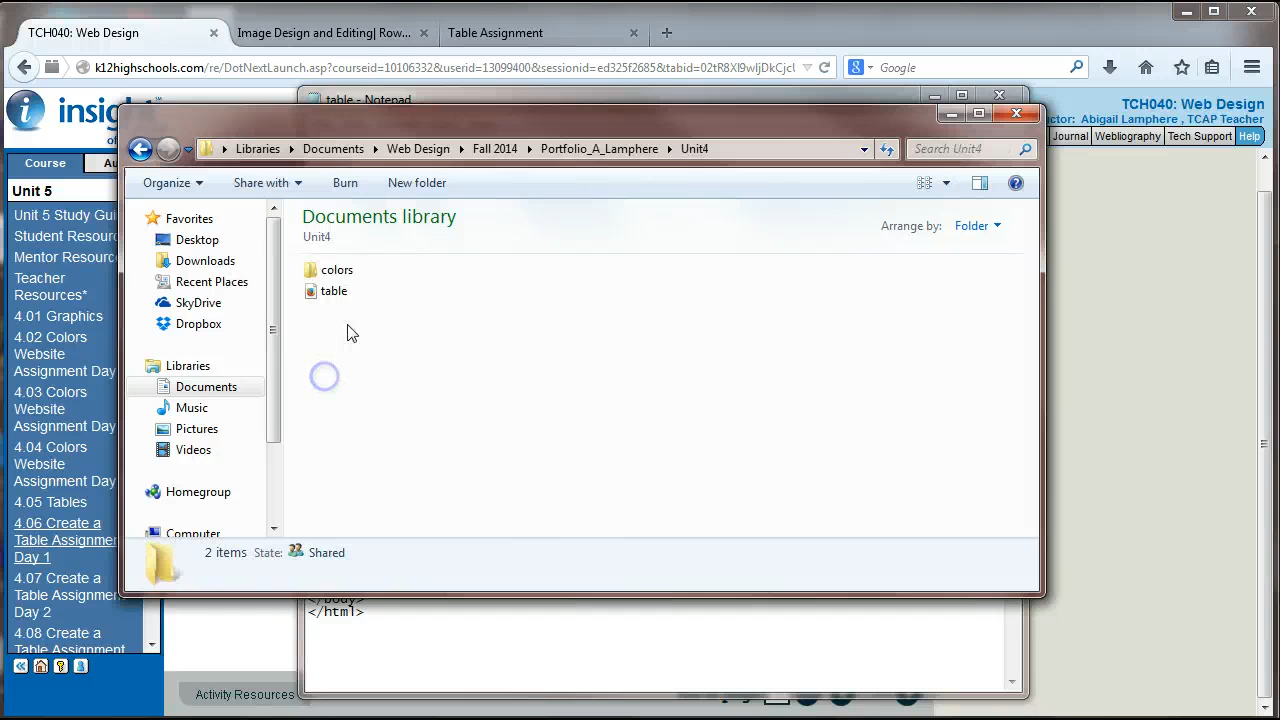 TCH040: Web Design
Image Design and Editing| Row...
Table Assignment
k12highschools.com/re/DotNextLaunch.asp?courseid=10106332&userid=13099400&sessionid=ed325f2685&tabid=
Google
insight
TCH040: Web Design
ctor: Abigail Lamphere , TCAP Teacher
Journal
Webliography
Tech Support
Help
Course
Unit 5
Unit 5 Study Gu
Student Resour
Mentor Resourc
Teacher
Resources*
4.01 Graphics
4.02 Colors
Website
Assignment Day
4.03 Colors
Website
Assignment Day
4.04 Colors
Website
Assignment Day
4.05 Tables
4.06 Create a
Table Assignme
Day 1
4.07 Create a
Table Assignme
Day 2
4.08 Create a
Table Assignment
table - Notepad
Libraries
Documents
Web Design
Fall 2014
Portfolio_A_Lamphere
Unit4
Search Unit4
Organize
Share with
Burn
New folder
Favorites
Desktop
Downloads
Recent Places
SkyDrive
Dropbox
Libraries
Documents
Music
Pictures
Videos
Homegroup
Computer
Documents library
Unit4
Arrange by:
Folder
colors
table
2 items
State:
Shared
</body>
</html>
Activity Resources